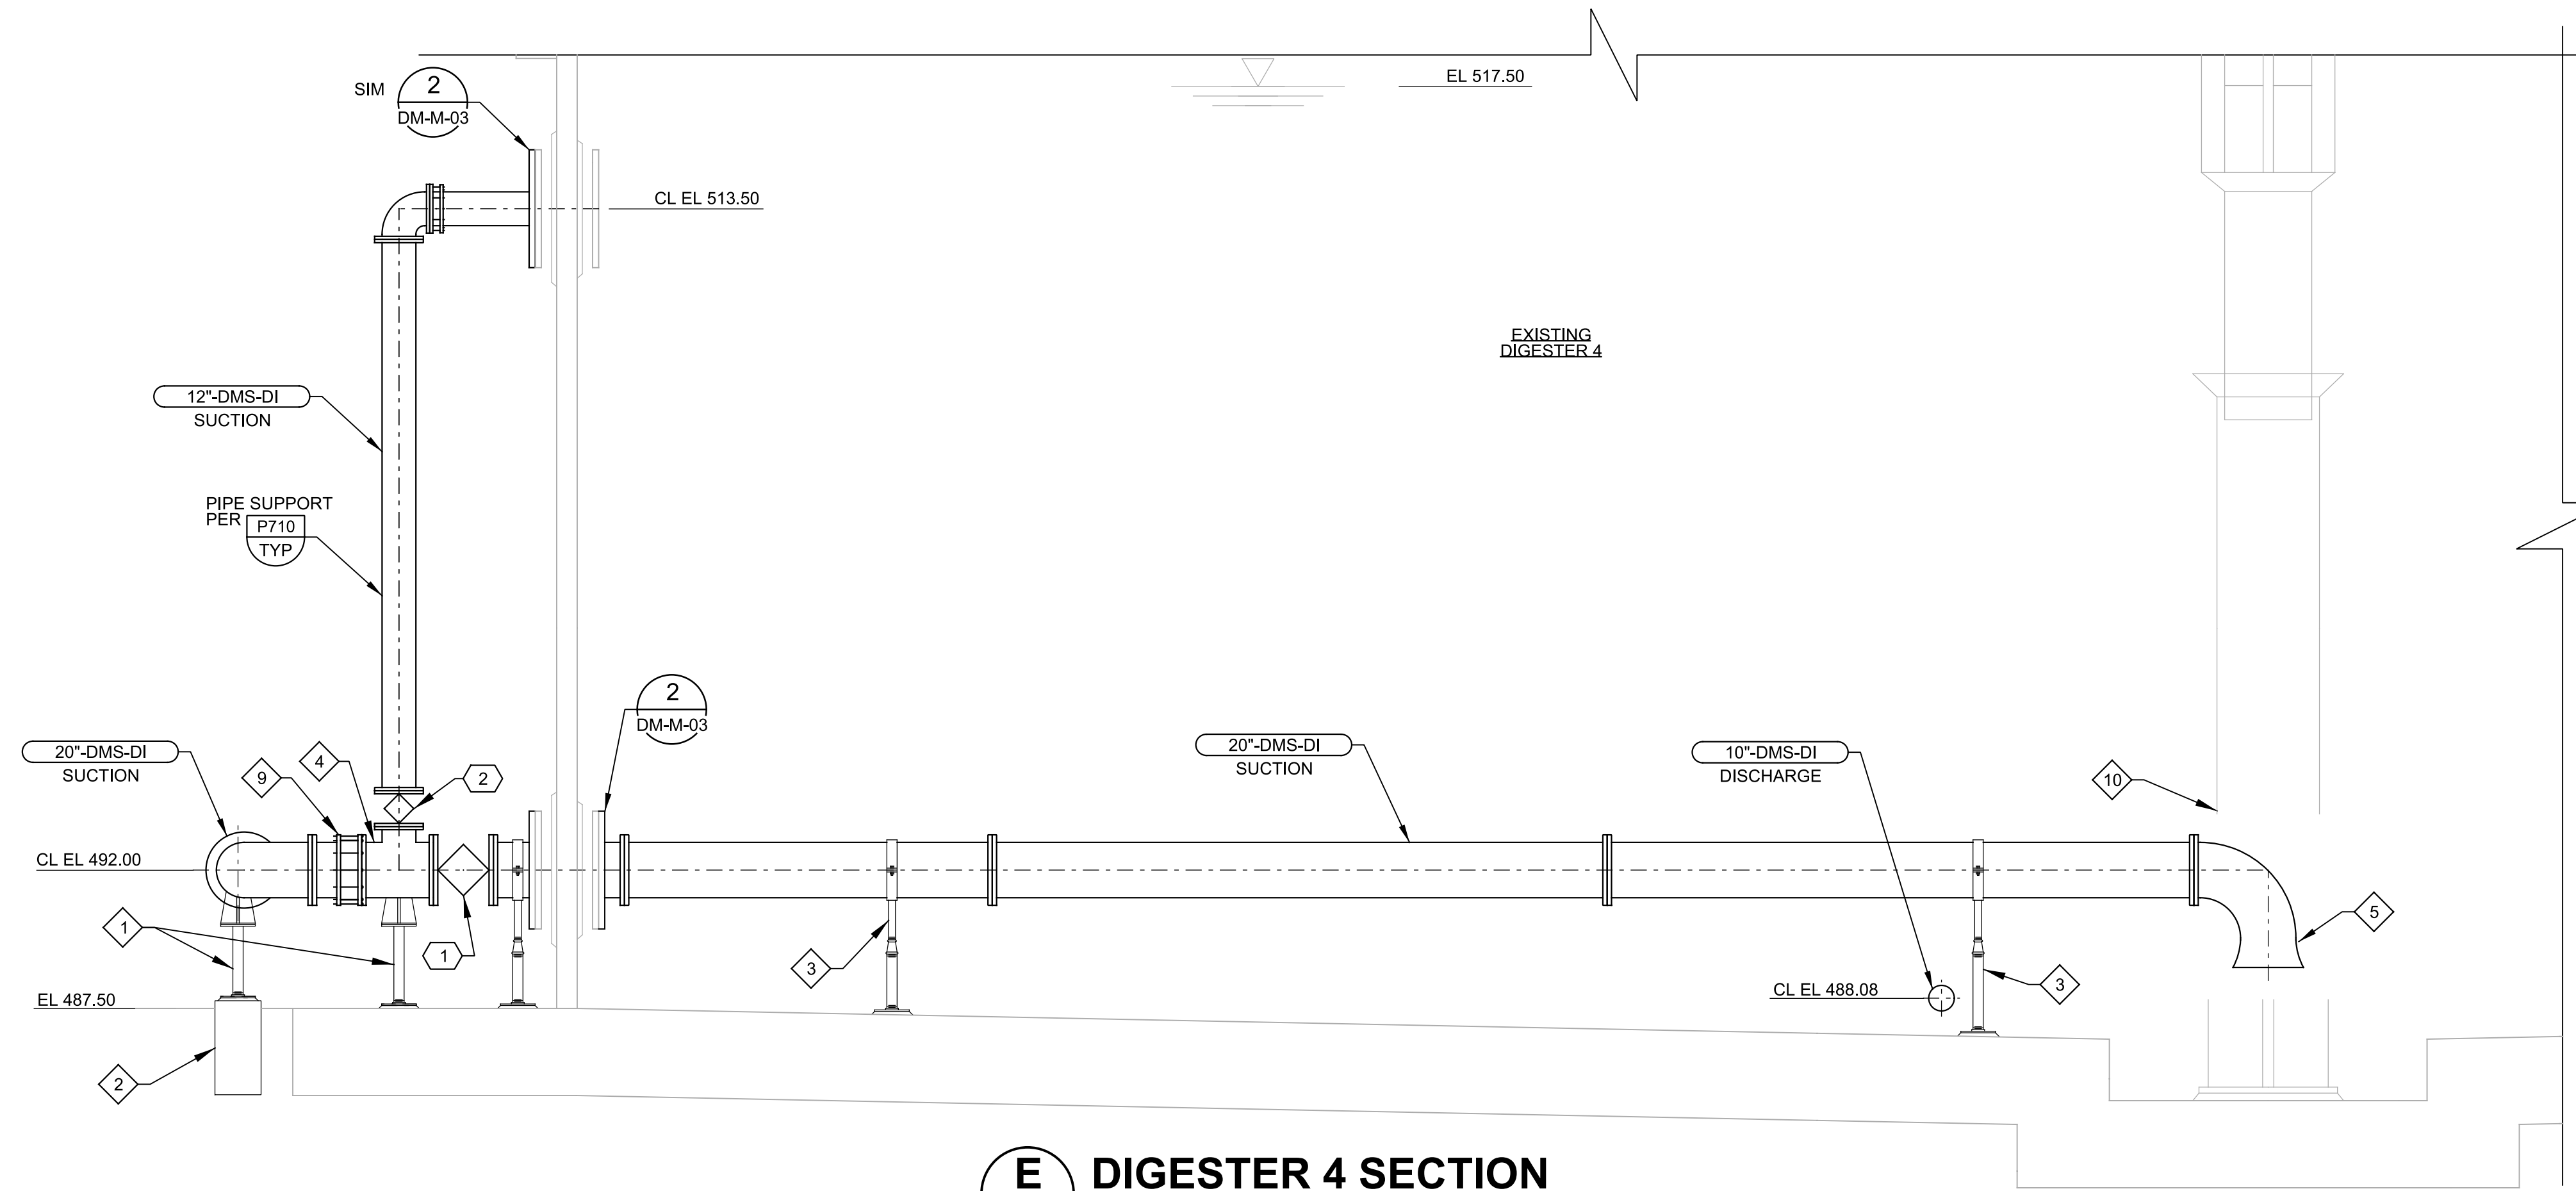 EL 517.50
SIM
2
DM-M-03
CL EL 513.50
EXISTING
DIGESTER 4
12"-DMS-DI
SUCTION
PIPE SUPPORT
PER
P710
TYP
2
DM-M-03
20"-DMS-DI
SUCTION
9
4
2
20"-DMS-DI
SUCTION
10"-DMS-DI
DISCHARGE
10
CL EL 492.00
1
1
3
5
3
CL EL 488.08
EL 487.50
2
E
DIGESTER 4 SECTION